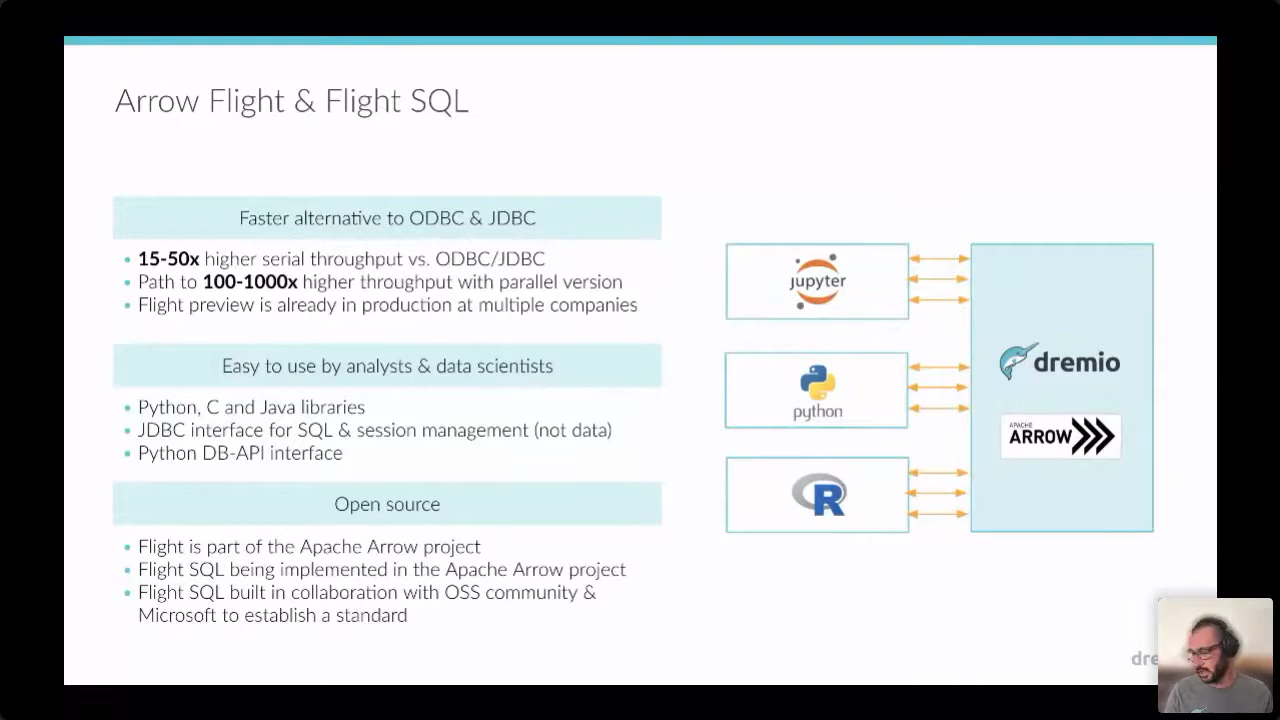 Arrow Flight & Flight SQL
Faster alternative to ODBC & JDBC
15-50x higher serial throughput vs. ODBC/JDBC
Path to 100-1000x higher throughput with parallel version
Flight preview is already in production at multiple companies
Easy to use by analysts & data scientists
Python, C and Java libraries
JDBC interface for SQL & session management (not data)
Python DB-API interface
Open source
Flight is part of the Apache Arrow project
Flight SQL being implemented in the Apache Arrow project
Flight SQL built in collaboration with OSS community &
Microsoft to establish a standard
jupyter
python
R
dremio
APACHE
ARROW